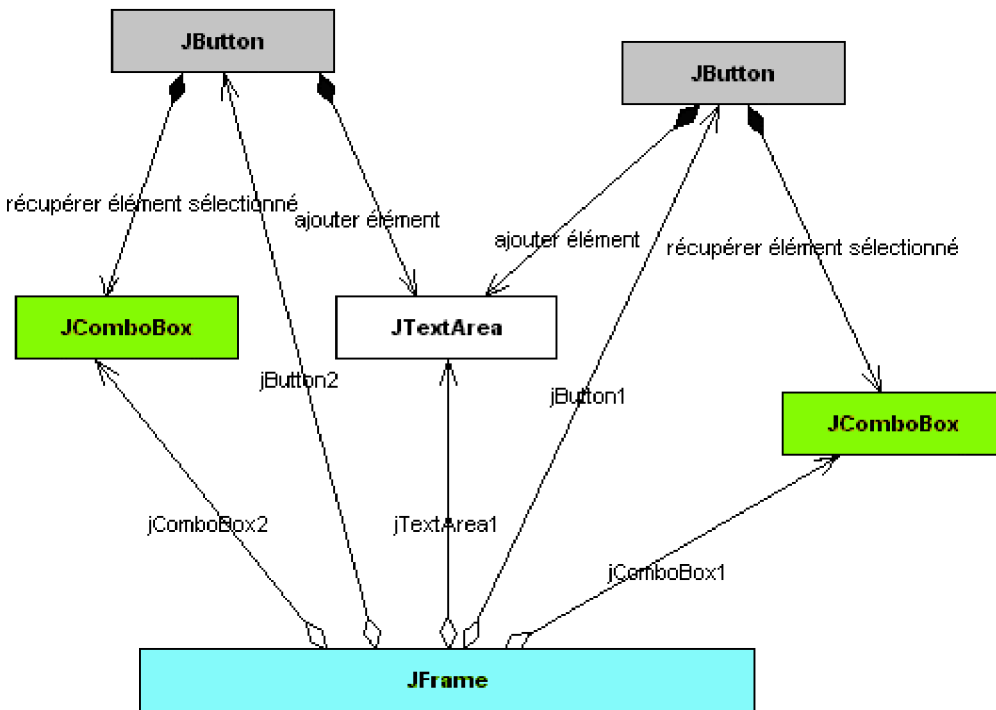 JButton
JButton
récupérer élément sélectionné
ajouter élément
ajouter élément
récupérer élément sélectionné
JComboBox
JTextArea
jButton2
jButton1
JComboBox
jComboBox2
jTextArea1
jComboBox1
JFrame